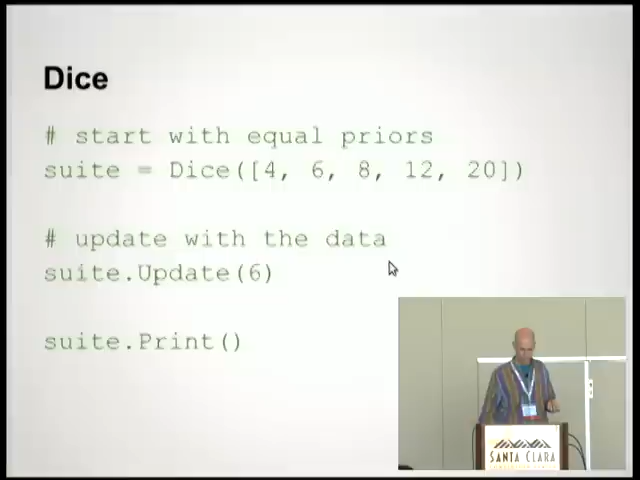 Dice
# start with equal priors
suite = Dice([4, 6, 8, 12, 20])
# update with the data
suite.Update(6)
suite.Print()
SANTA CLARA